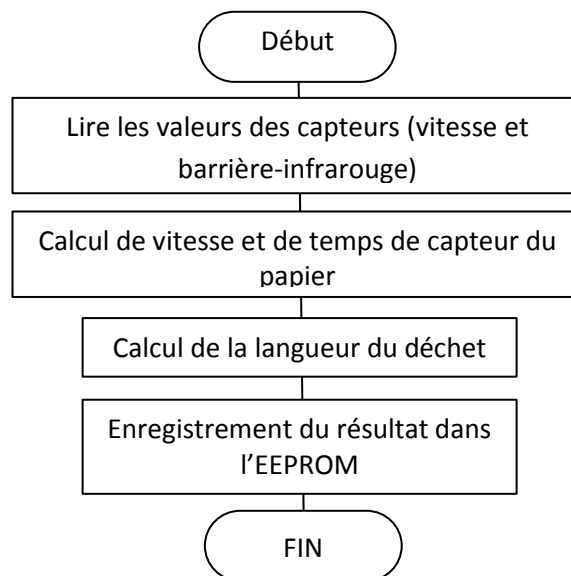 Début
Lire les valeurs des capteurs (vitesse et
barrière-infrarouge)
Calcul de vitesse et de temps de capteur du
papier
Calcul de la langueur du déchet
Enregistrement du résultat dans
l’EEPROM
FIN